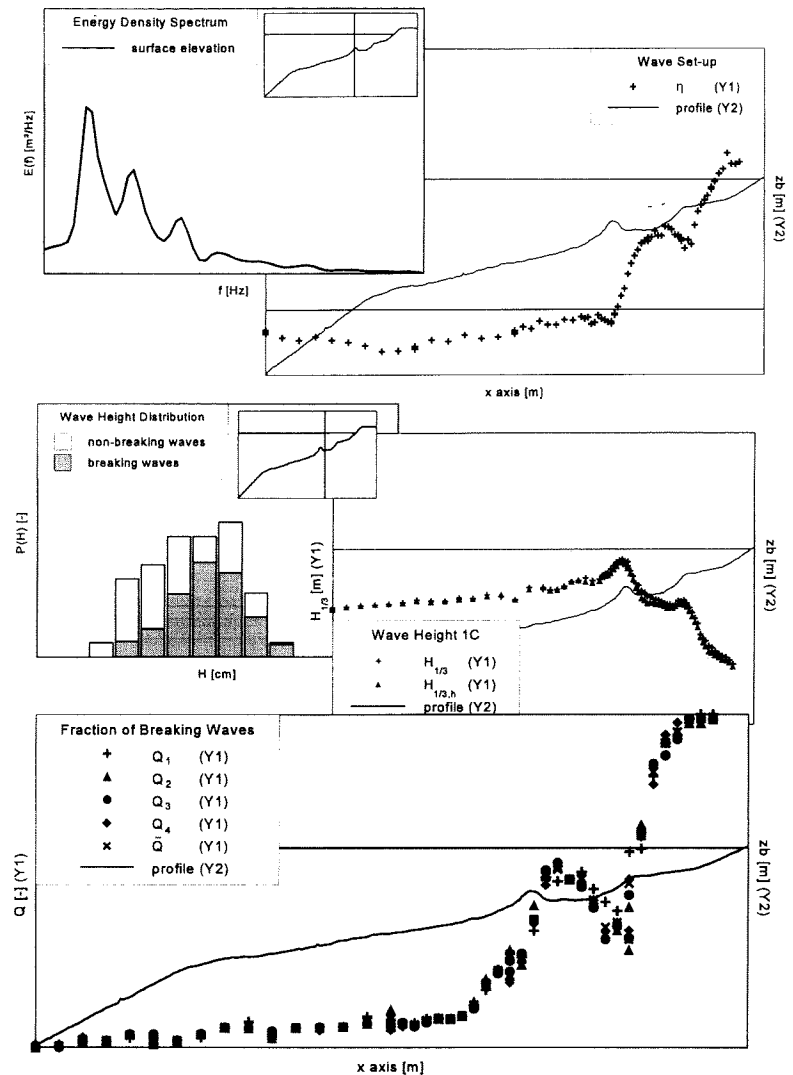 Energy Density Spectrum
surface elevation
E(f) [m²/Hz]
f [Hz]
Wave Set-up
η (Y1)
profile (Y2)
zb [m] (Y2)
x axis [m]
Wave Height Distribution
non-breaking waves
breaking waves
P(H) [-]
H [cm]
H1/3 [m] (Y1)
zb [m] (Y2)
Wave Height 1C
H1/3 (Y1)
H1/3,h (Y1)
profile (Y2)
Fraction of Breaking Waves
Q1 (Y1)
Q2 (Y1)
Q3 (Y1)
Q4 (Y1)
Q̄ (Y1)
profile (Y2)
Q [-] (Y1)
zb [m] (Y2)
x axis [m]